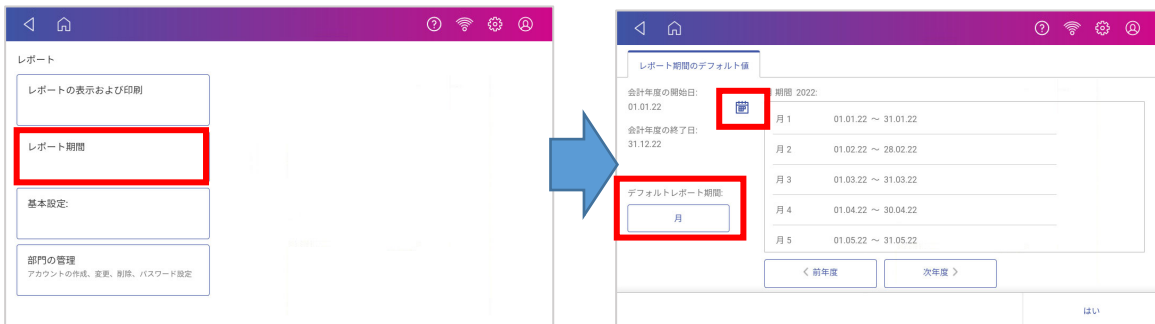 レポート
レポートの表示および印刷
レポート期間
基本設定:
部門の管理
アカウントの作成、変更、削除、パスワード設定
レポート期間のデフォルト値
会計年度の開始日:
01.01.22
会計年度の終了日:
31.12.22
デフォルトレポート期間:
月
期間 2022:
月 1 01.01.22 ～ 31.01.22
月 2 01.02.22 ～ 28.02.22
月 3 01.03.22 ～ 31.03.22
月 4 01.04.22 ～ 30.04.22
月 5 01.05.22 ～ 31.05.22
前年度 次年度
はい